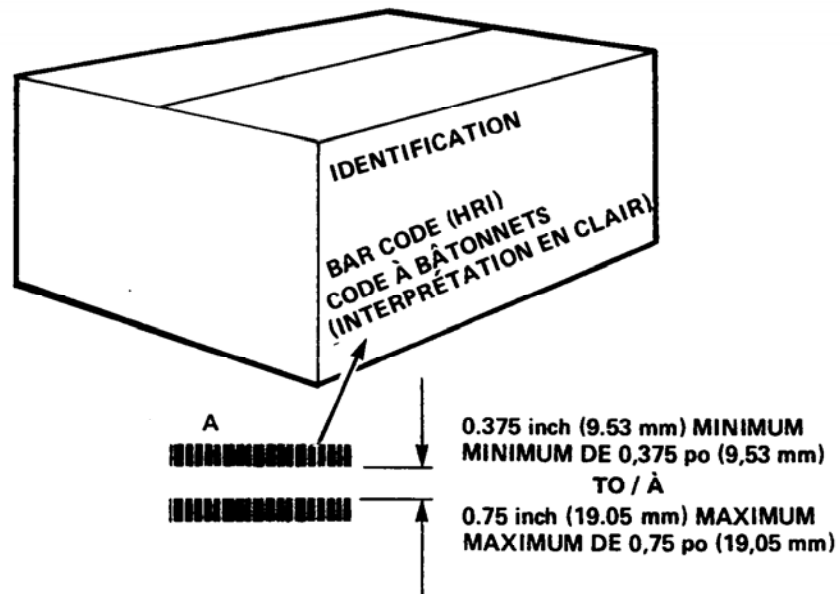 IDENTIFICATION
BAR CODE (HRI)
CODE À BÂTONNETS
(INTERPRÉTATION EN CLAIR)
A
0.375 inch (9.53 mm) MINIMUM
MINIMUM DE 0,375 po (9,53 mm)
TO / À
0.75 inch (19.05 mm) MAXIMUM
MAXIMUM DE 0,75 po (19,05 mm)